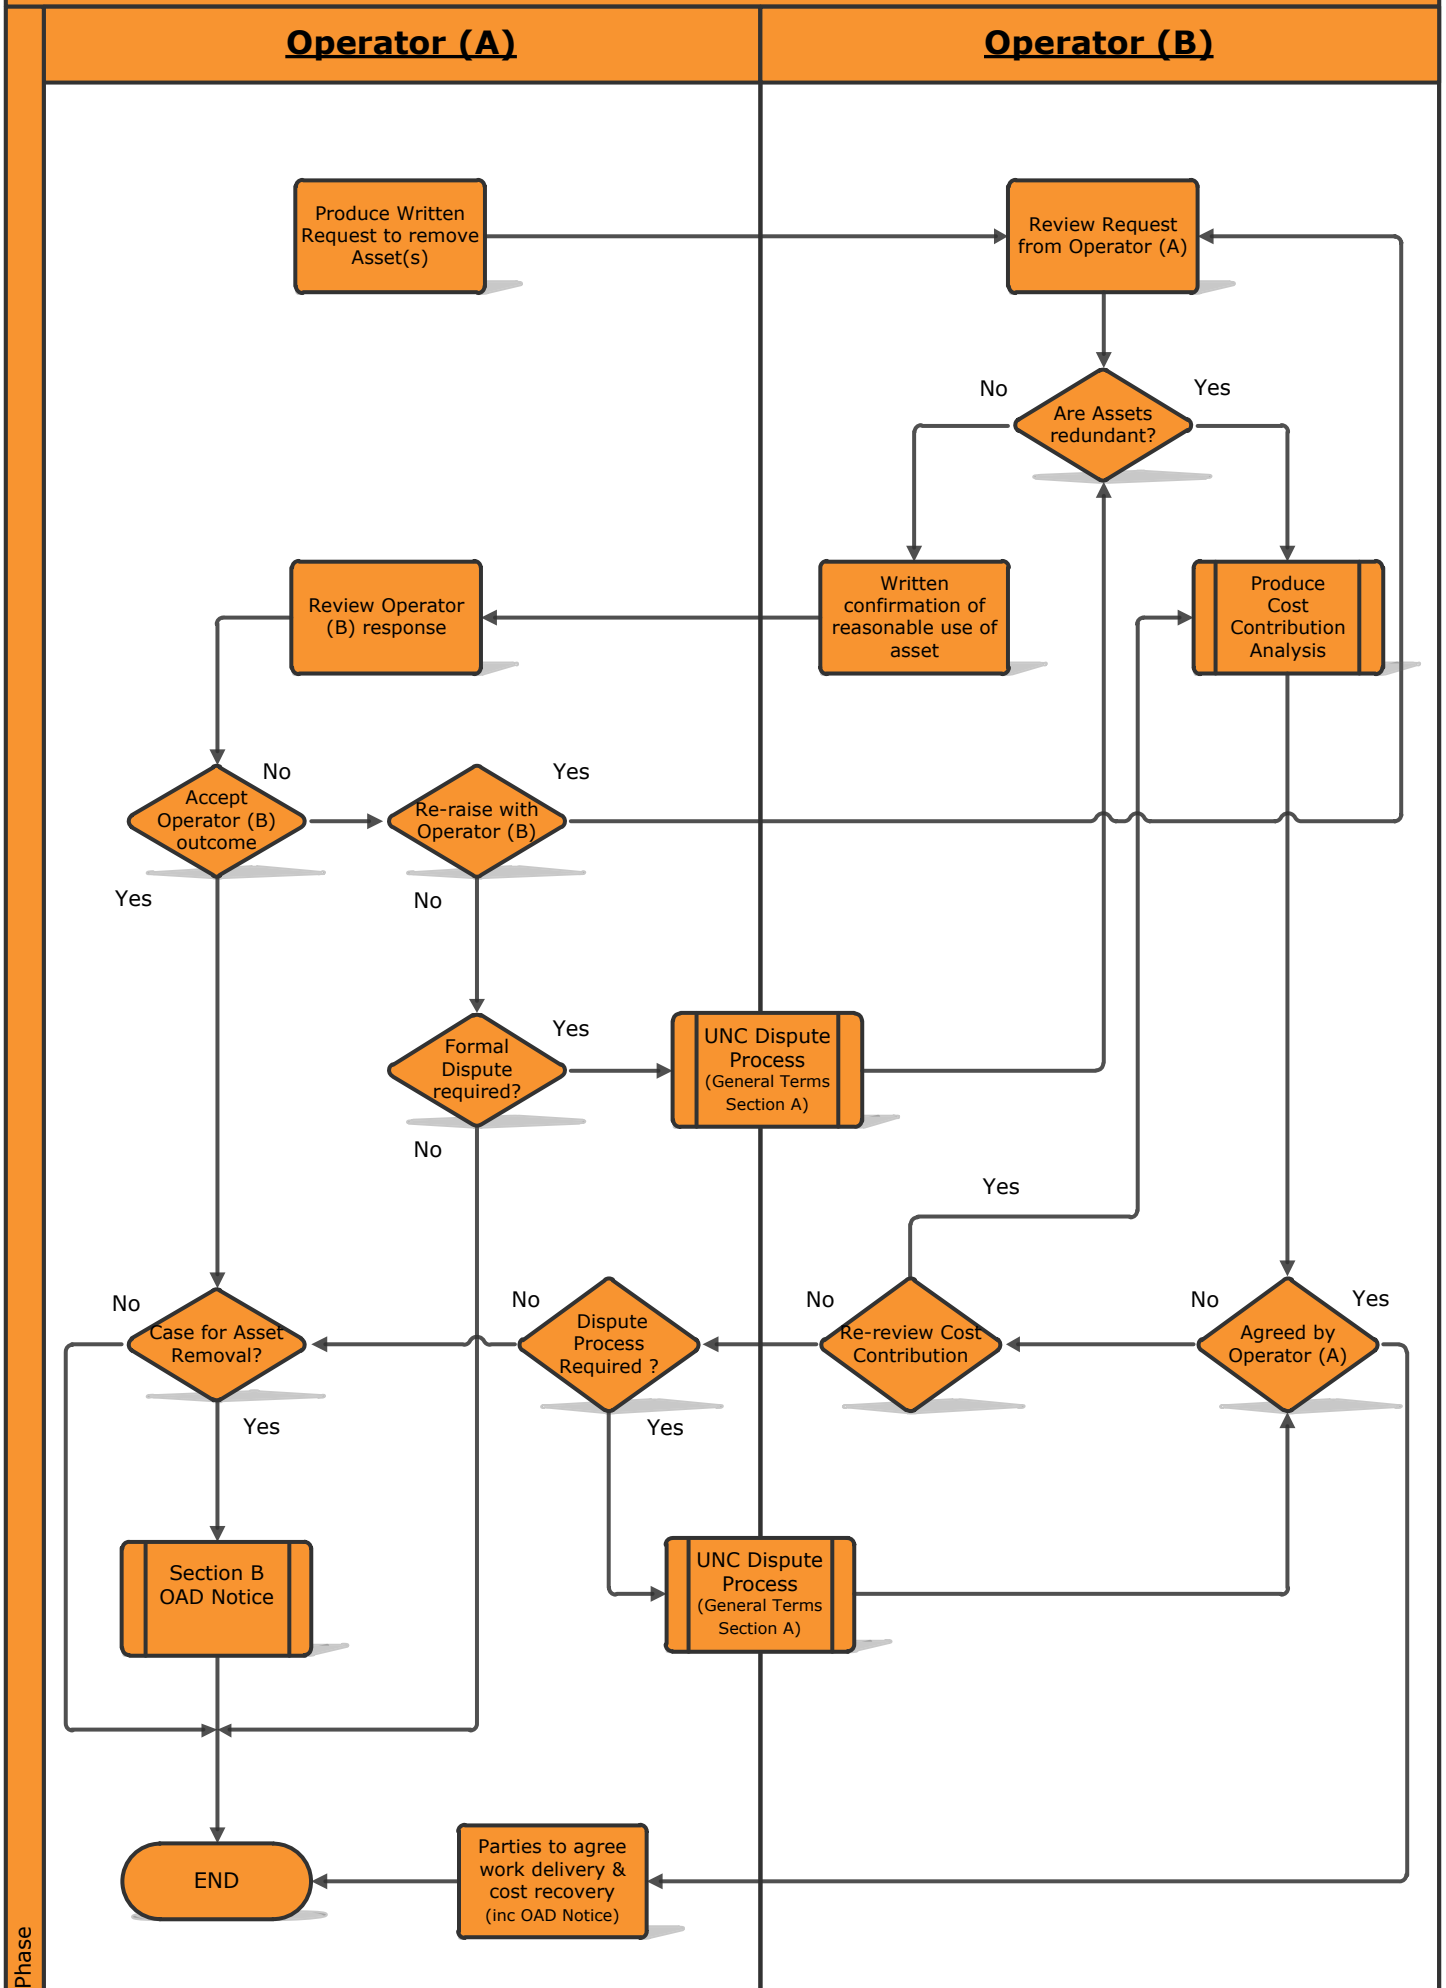 Operator (A)
Operator (B)
Produce Written
Request to remove
Asset(s)
Review Request
from Operator (A)
No
Yes
Are Assets
redundant?
Review Operator
(B) response
Written
confirmation of
reasonable use of
asset
Produce
Cost
Contribution
Analysis
No
Yes
Accept
Operator (B)
outcome
Re-raise with
Operator (B)
Yes
No
Formal
Dispute
required?
Yes
UNC Dispute
Process
(General Terms
Section A)
No
Yes
No
Case for Asset
Removal?
No
Dispute
Process
Required ?
No
Re-review Cost
Contribution
No
Yes
Agreed by
Operator (A)
Yes
Yes
Section B
OAD Notice
UNC Dispute
Process
(General Terms
Section A)
END
Parties to agree
work delivery &
cost recovery
(inc OAD Notice)
Phase